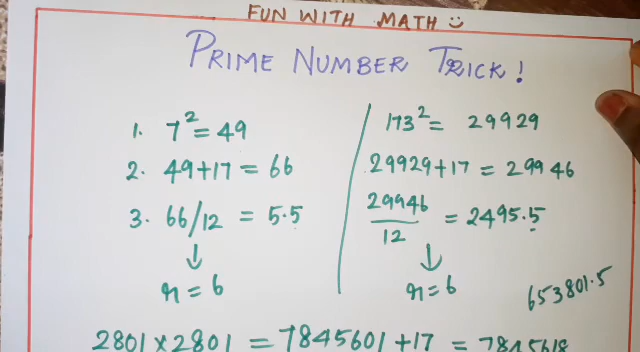 FUN WITH MATH
PRIME NUMBER TRICK!
1. 7² = 49
2. 49+17 = 66
3. 66/12 = 5.5
↓
n = 6
173² = 29929
29929+17 = 29946
29946/12 = 2495.5
↓
n = 6
653801.5
2801 × 2801 = 7845601 + 17 = 7845618